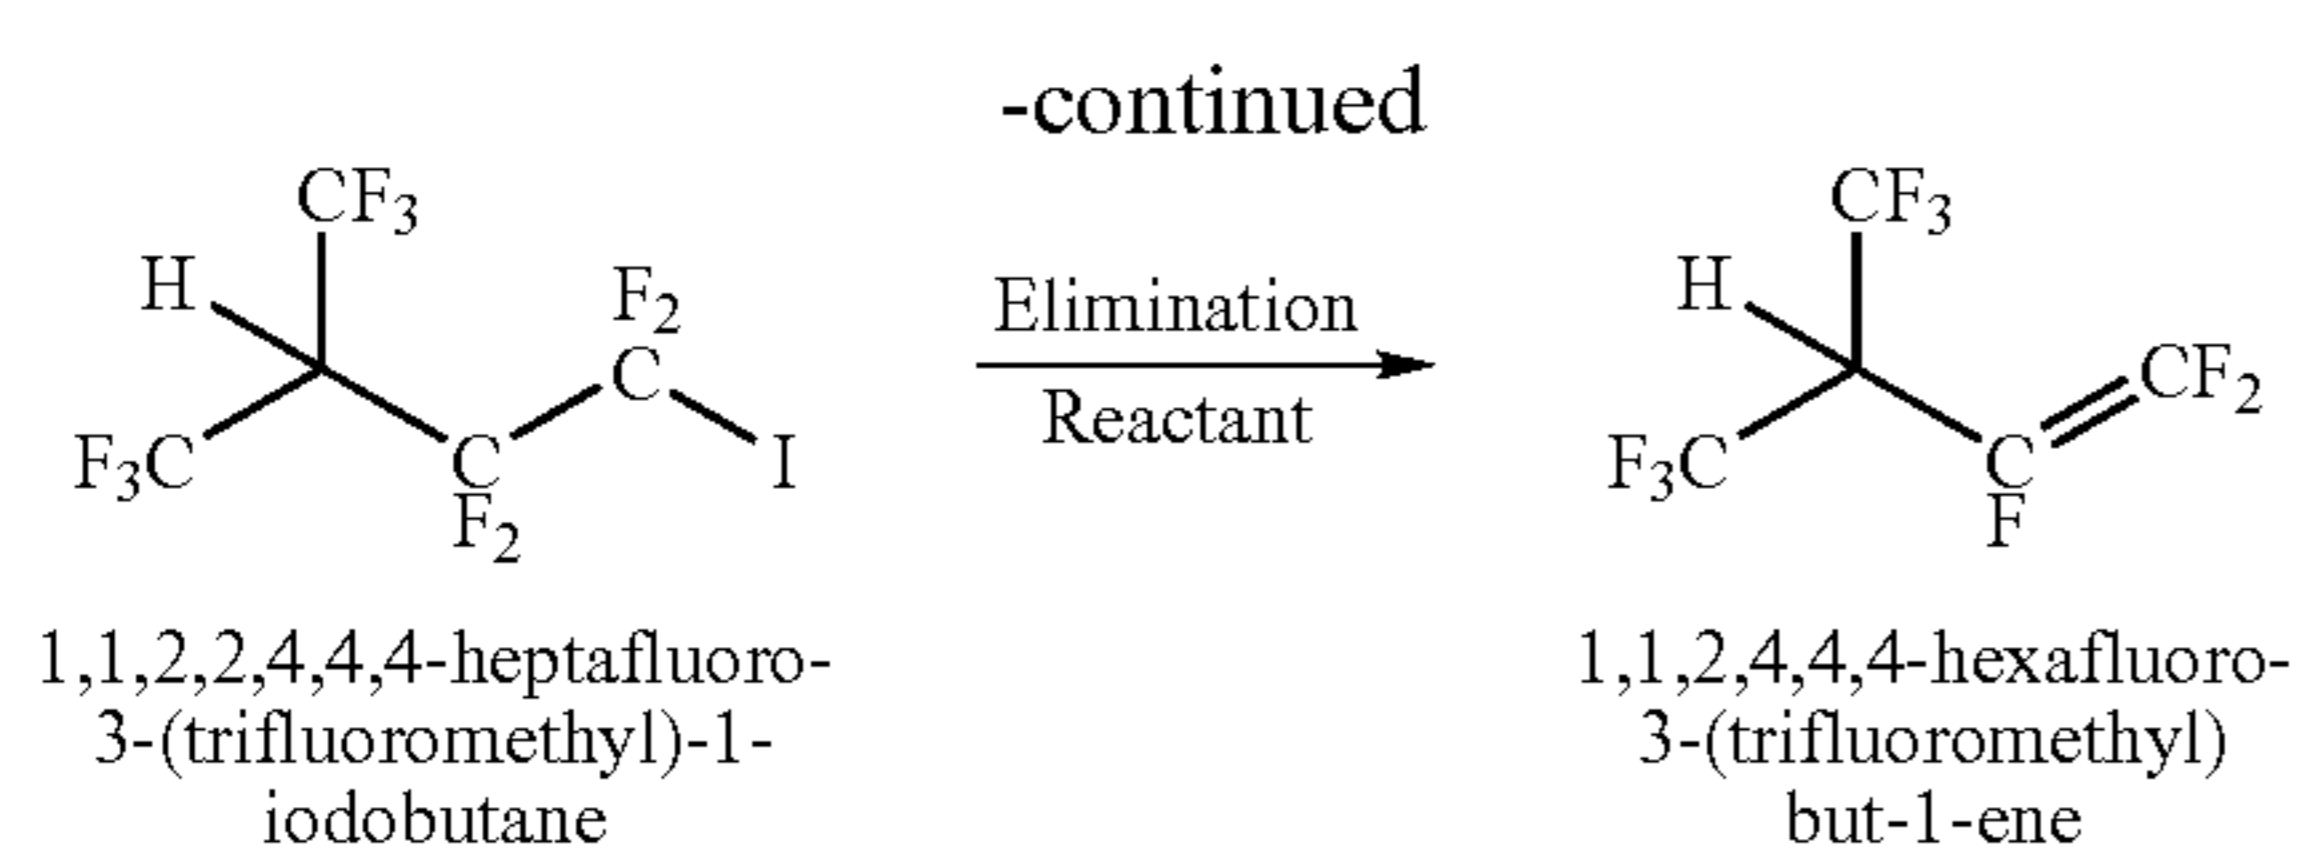 -continued
CF3
H
F2
C
F3C
C
F2
I
Elimination
Reactant
CF3
H
CF2
F3C
C
F
1,1,2,2,4,4,4-heptafluoro-
3-(trifluoromethyl)-1-
iodobutane
1,1,2,4,4,4-hexafluoro-
3-(trifluoromethyl)
but-1-ene